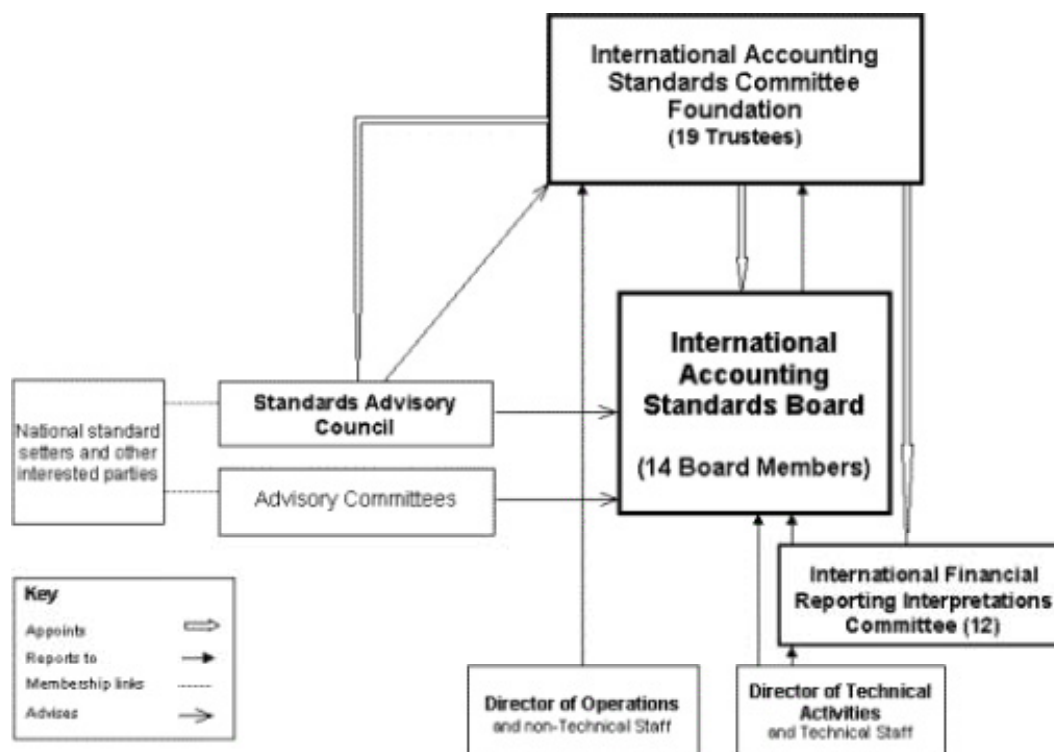 International Accounting
Standards Committee
Foundation
(19 Trustees)
International
Accounting
Standards Board
(14 Board Members)
National standard
setters and other
interested parties
Standards Advisory
Council
Advisory Committees
International Financial
Reporting Interpretations
Committee (12)
Key
Appoints
Reports to
Membership links
Advises
Director of Operations
and non-Technical Staff
Director of Technical
Activities
and Technical Staff